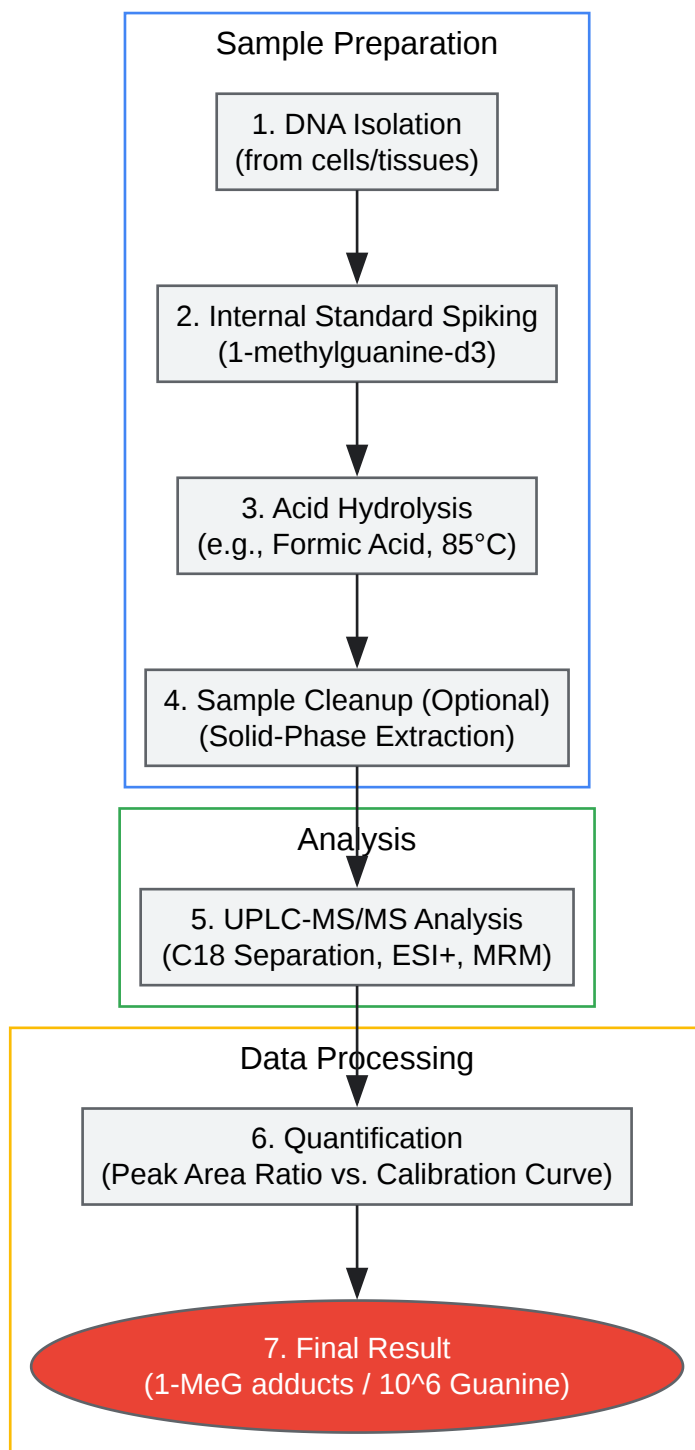 Sample Preparation
1. DNA Isolation
(from cells/tissues)
2. Internal Standard Spiking
(1-methylguanine-d3)
3. Acid Hydrolysis
(e.g., Formic Acid, 85°C)
4. Sample Cleanup (Optional)
(Solid-Phase Extraction)
Analysis
5. UPLC-MS/MS Analysis
(C18 Separation, ESI+, MRM)
Data Processing
6. Quantification
(Peak Area Ratio vs. Calibration Curve)
7. Final Result
(1-MeG adducts / 10^6 Guanine)